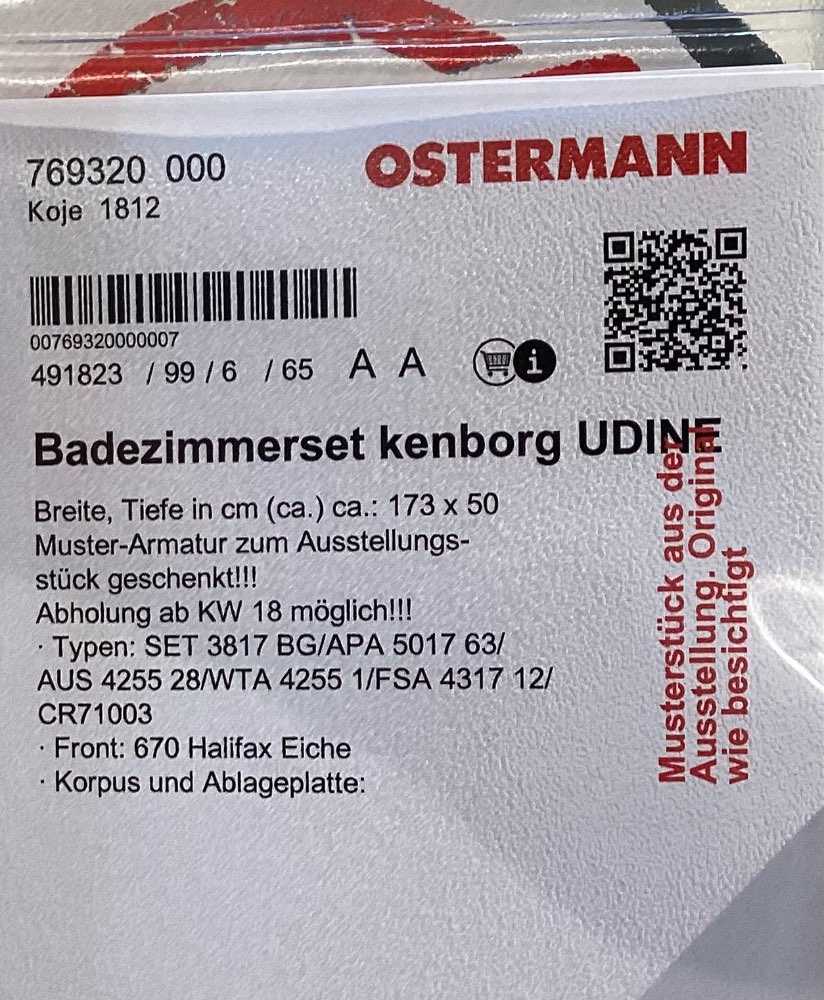 769320 000
OSTERMANN
Koje 1812
00769320000007
491823 / 99 / 6 / 65 A A
i
Badezimmerset kenborg UDINE
Breite, Tiefe in cm (ca.) ca.: 173 x 50
Muster-Armatur zum Ausstellungs-
stück geschenkt!!!
Abholung ab KW 18 möglich!!!
· Typen: SET 3817 BG/APA 5017 63/
AUS 4255 28/WTA 4255 1/FSA 4317 12/
CR71003
· Front: 670 Halifax Eiche
· Korpus und Ablageplatte:
Musterstück aus der
Ausstellung. Original
wie besichtigt